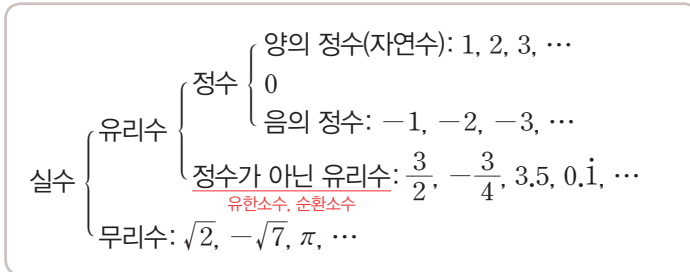 양의 정수(자연수): 1, 2, 3, …
정수
0
유리수
음의 정수: −1, −2, −3, …
실수
정수가 아닌 유리수: 3/2, −3/4, 3.5, 0.1̇, …
유한소수, 순환소수
무리수: √2, −√7, π, …